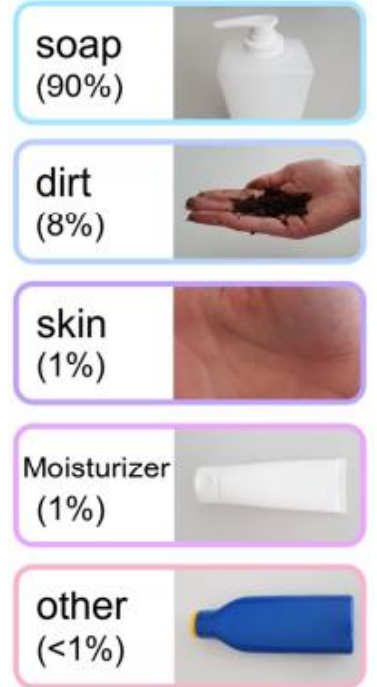 soap
(90%)
dirt
(8%)
skin
(1%)
Moisturizer
(1%)
other
(<1%)